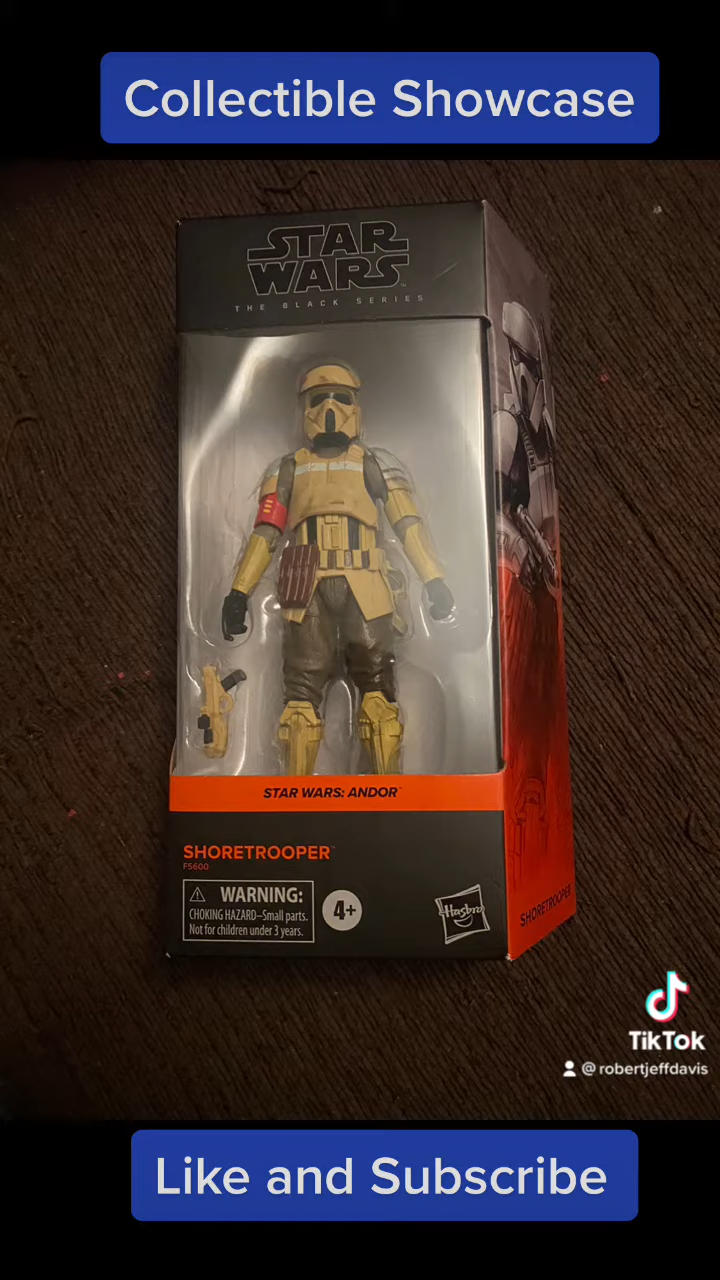 Collectible Showcase
STAR
WARS
THE BLACK SERIES
STAR WARS: ANDOR
SHORETROOPER™
F5600
WARNING:
CHOKING HAZARD–Small parts.
Not for children under 3 years.
4+
Hasbro
SHORETROOPER
TikTok
@robertjeffdavis
Like and Subscribe